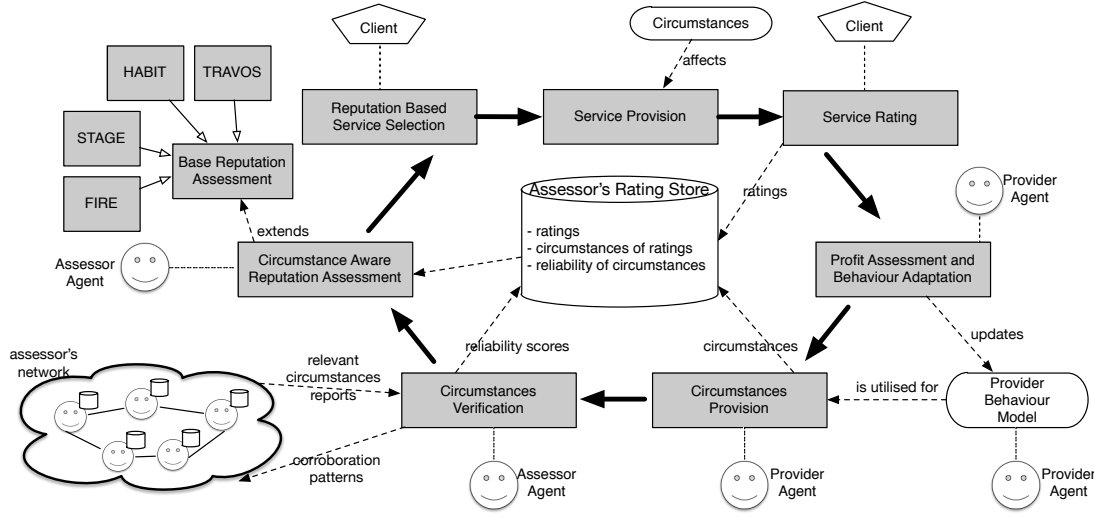 Client
Circumstances
Client
affects
HABIT
TRAVOS
STAGE
FIRE
Base Reputation
Assessment
Reputation Based
Service Selection
Service Provision
Service Rating
extends
Assessor's Rating Store
- ratings
- circumstances of ratings
- reliability of circumstances
ratings
Provider
Agent
Assessor
Agent
Circumstance Aware
Reputation Assessment
Profit Assessment and
Behaviour Adaptation
updates
reliability scores
circumstances
assessor's
network
relevant
circumstances
reports
Circumstances
Verification
Circumstances
Provision
is utilised for
Provider
Behaviour
Model
corroboration
patterns
Assessor
Agent
Provider
Agent
Provider
Agent